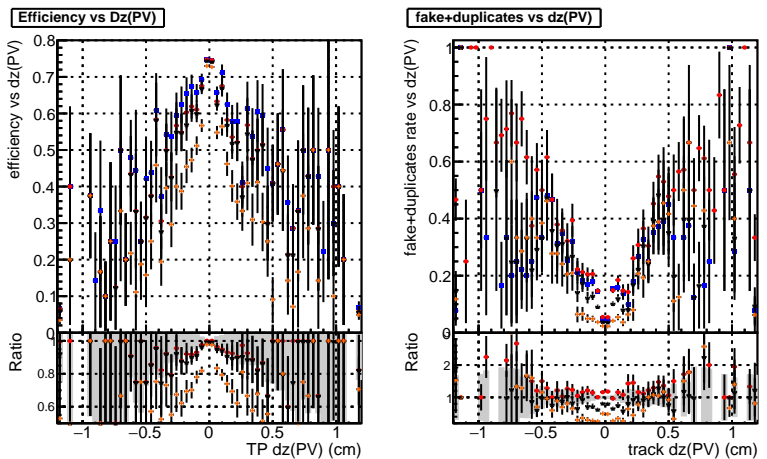 Efficiency vs Dz(PV)
efficiency vs dz(PV)
0.8
0.7
0.6
0.5
0.4
0.3
0.2
0.1
0
Ratio
1
0.8
0.6
−1 −0.5 0 0.5 1
TP dz(PV) (cm)
fake+duplicates vs dz(PV)
fake+duplicates rate vs dz(PV)
1
0.8
0.6
0.4
0.2
0
Ratio
2
1
−1 −0.5 0 0.5 1
track dz(PV) (cm)